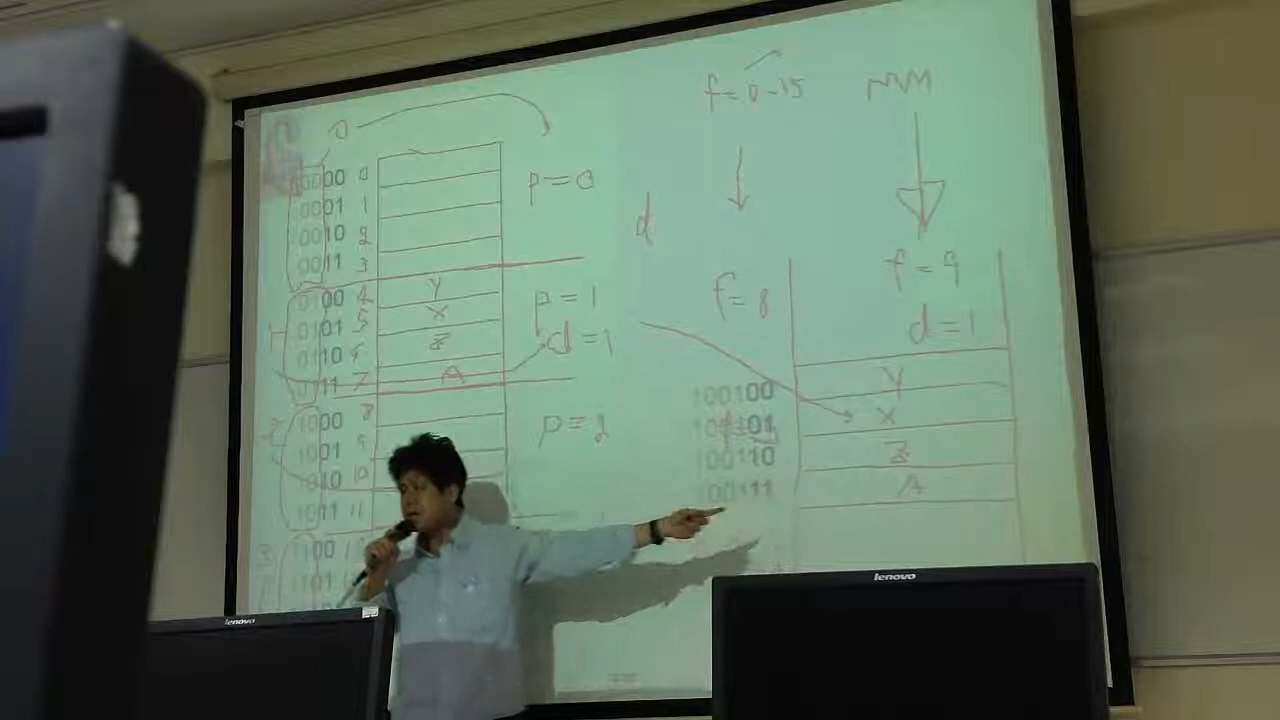 0
0000 0
0001 1
0010 2
0011 3
p=0
0100 4 Y
0101 5 X
0110 6 Z
0111 7 A
p=1
d=1
1000 8
1001 9
1010 10
1011 11
p=2
1100
1101
f=0-15
MM
d
f=8
f=9
d=1
100100 Y
100101 X
100110 Z
100111 A
lenovo
lenovo